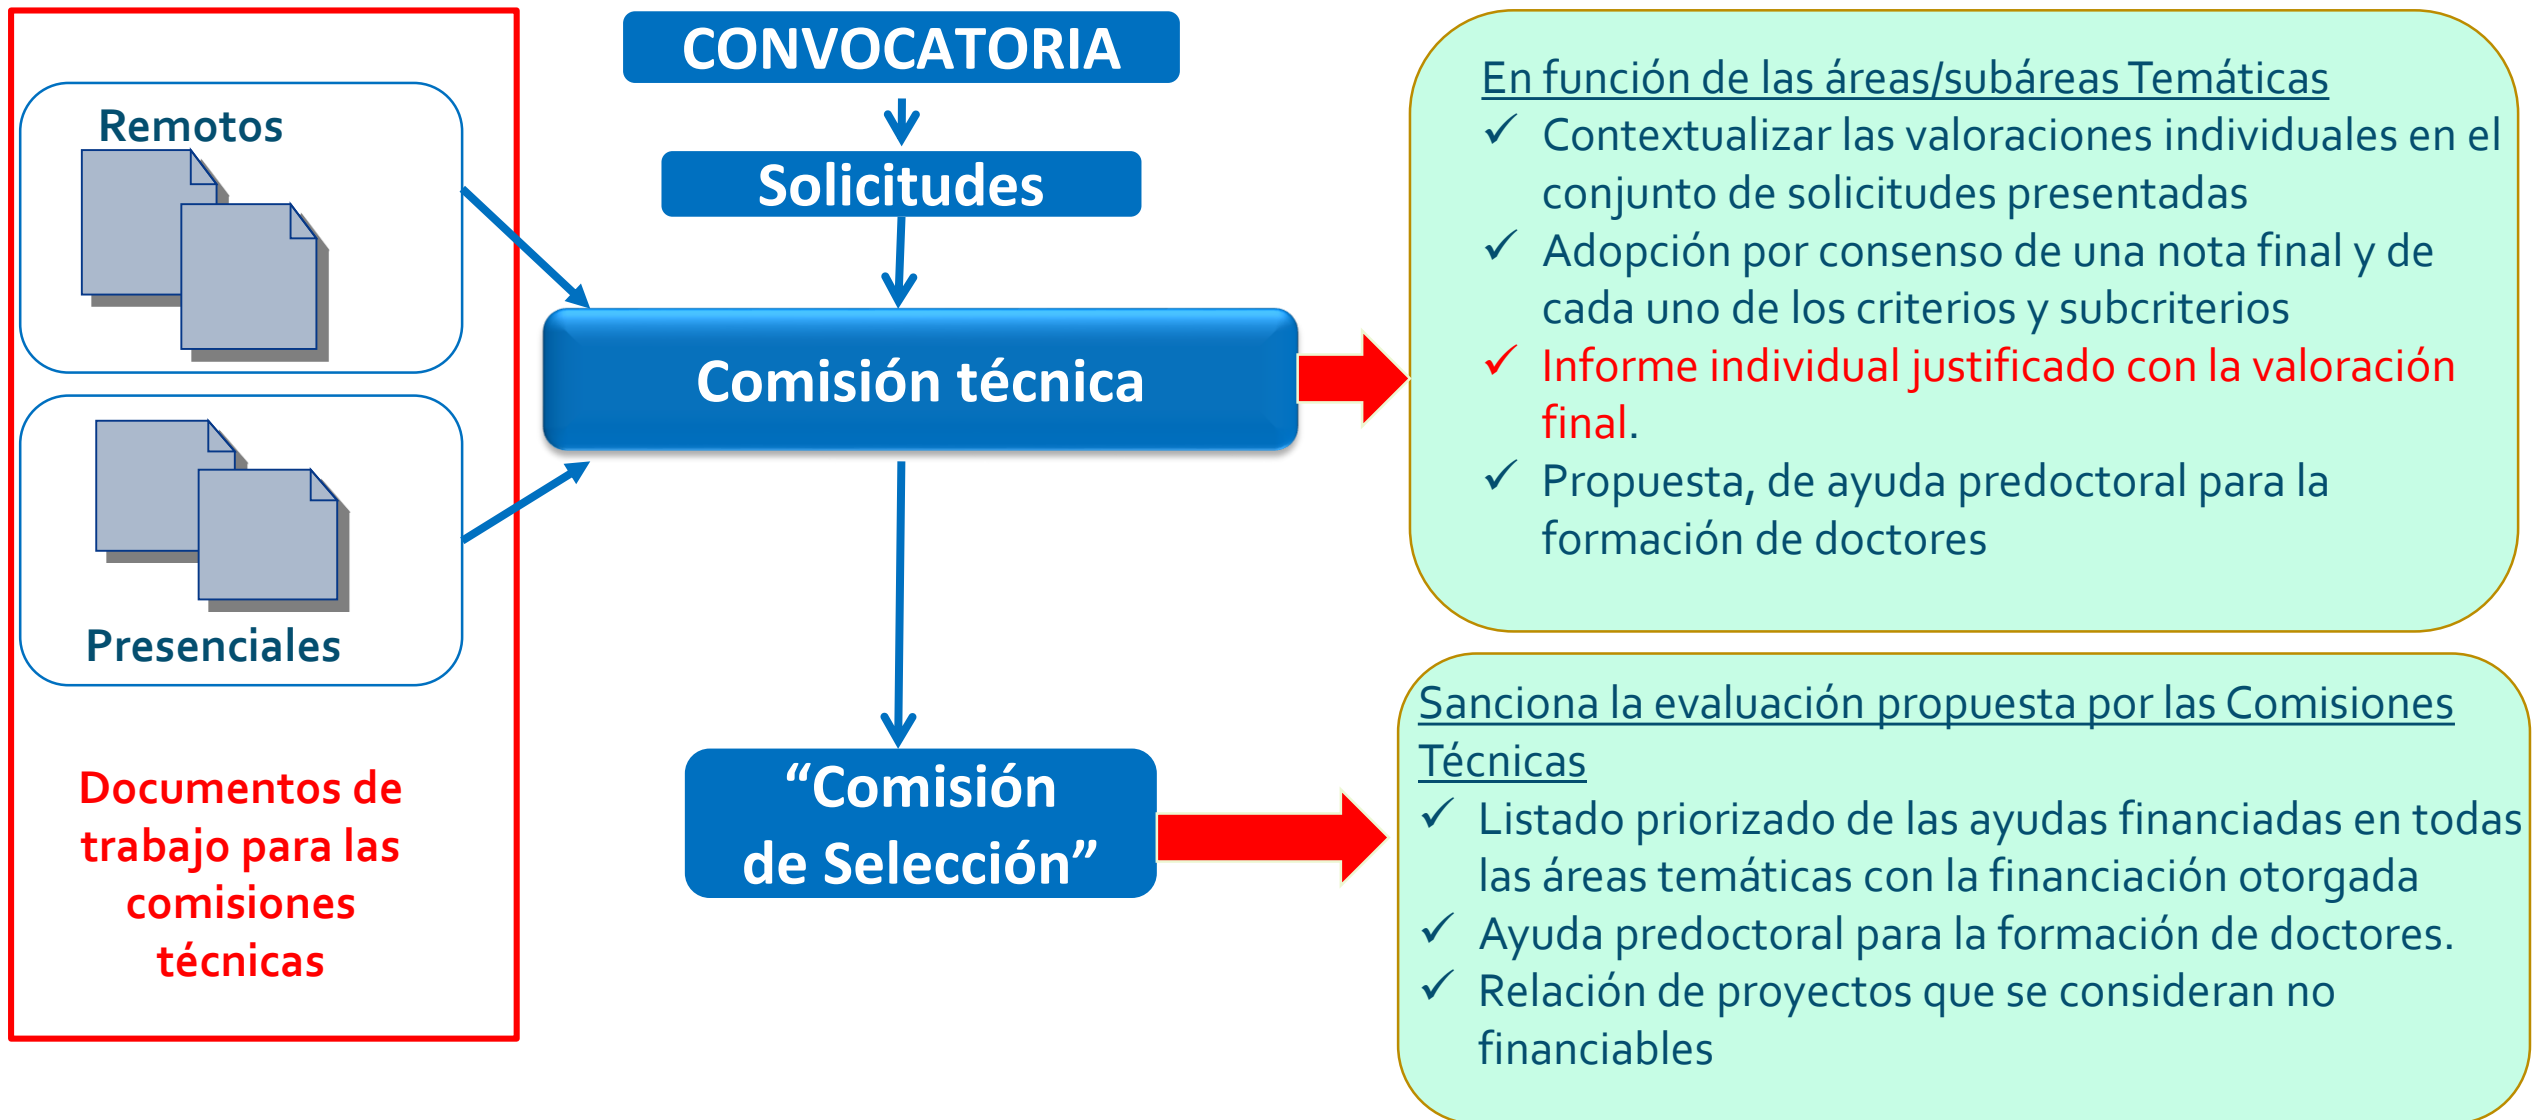 Remotos
Presenciales
Documentos de
trabajo para las
comisiones
técnicas
CONVOCATORIA
Solicitudes
Comisión técnica
“Comisión
de Selección”
En función de las áreas/subáreas Temáticas
✓ Contextualizar las valoraciones individuales en el
conjunto de solicitudes presentadas
✓ Adopción por consenso de una nota final y de
cada uno de los criterios y subcriterios
✓ Informe individual justificado con la valoración
final.
✓ Propuesta, de ayuda predoctoral para la
formación de doctores
Sanciona la evaluación propuesta por las Comisiones
Técnicas
✓ Listado priorizado de las ayudas financiadas en todas
las áreas temáticas con la financiación otorgada
✓ Ayuda predoctoral para la formación de doctores.
✓ Relación de proyectos que se consideran no
financiables